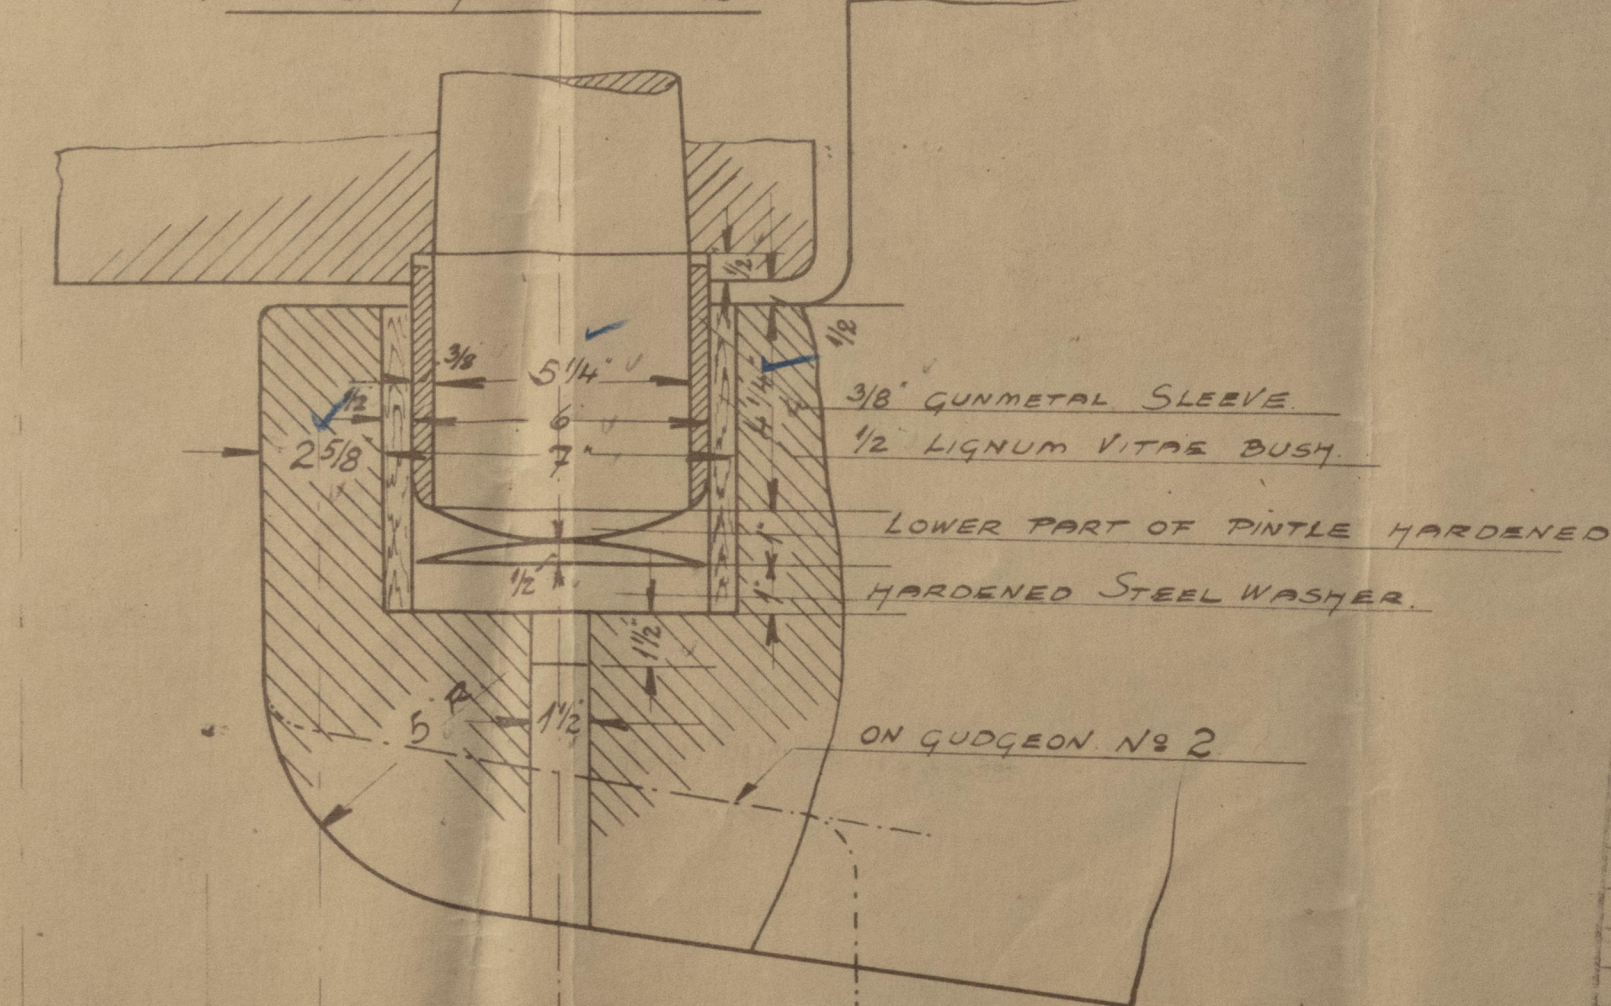 1/2"
1/2
3/8
5 1/4"
4 1/4"
1/2
6"
2 5/8
7"
3/8" GUNMETAL SLEEVE.
1/2 LIGNUM VITAE BUSH.
LOWER PART OF PINTLE HARDENED
1"
1/2"
1"
HARDENED STEEL WASHER.
1 1/2"
5" R
1 1/2"
ON GUDGEON. No 2